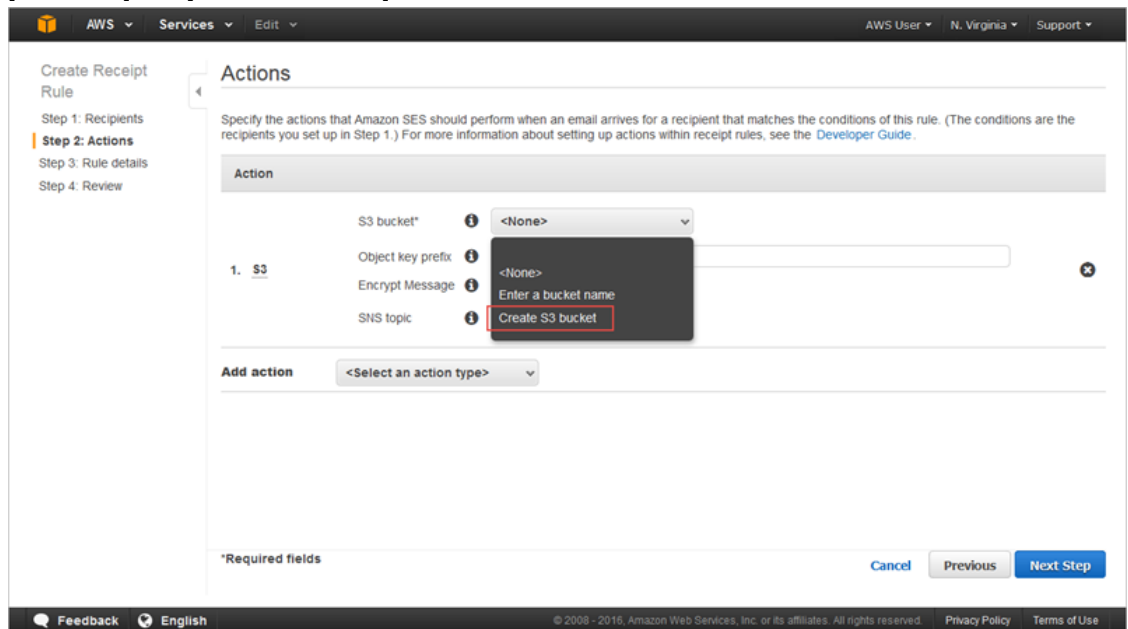 AWS Services Edit AWS User N. Virginia Support
Create Receipt
Rule
Step 1: Recipients
Step 2: Actions
Step 3: Rule details
Step 4: Review
Actions
Specify the actions that Amazon SES should perform when an email arrives for a recipient that matches the conditions of this rule. (The conditions are the
recipients you set up in Step 1.) For more information about setting up actions within receipt rules, see the Developer Guide.
Action
1. S3
S3 bucket* <None>
Object key prefix
Encrypt Message
SNS topic
<None>
Enter a bucket name
Create S3 bucket
Add action <Select an action type>
*Required fields
Cancel Previous Next Step
Feedback English © 2008 - 2016, Amazon Web Services, Inc. or its affiliates. All rights reserved. Privacy Policy Terms of Use